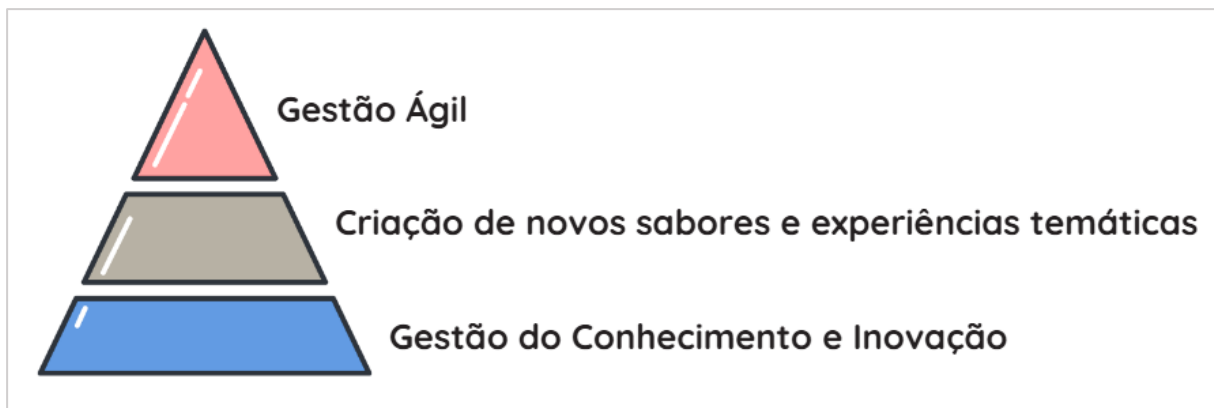 Gestão Ágil
Criação de novos sabores e experiências temáticas
Gestão do Conhecimento e Inovação